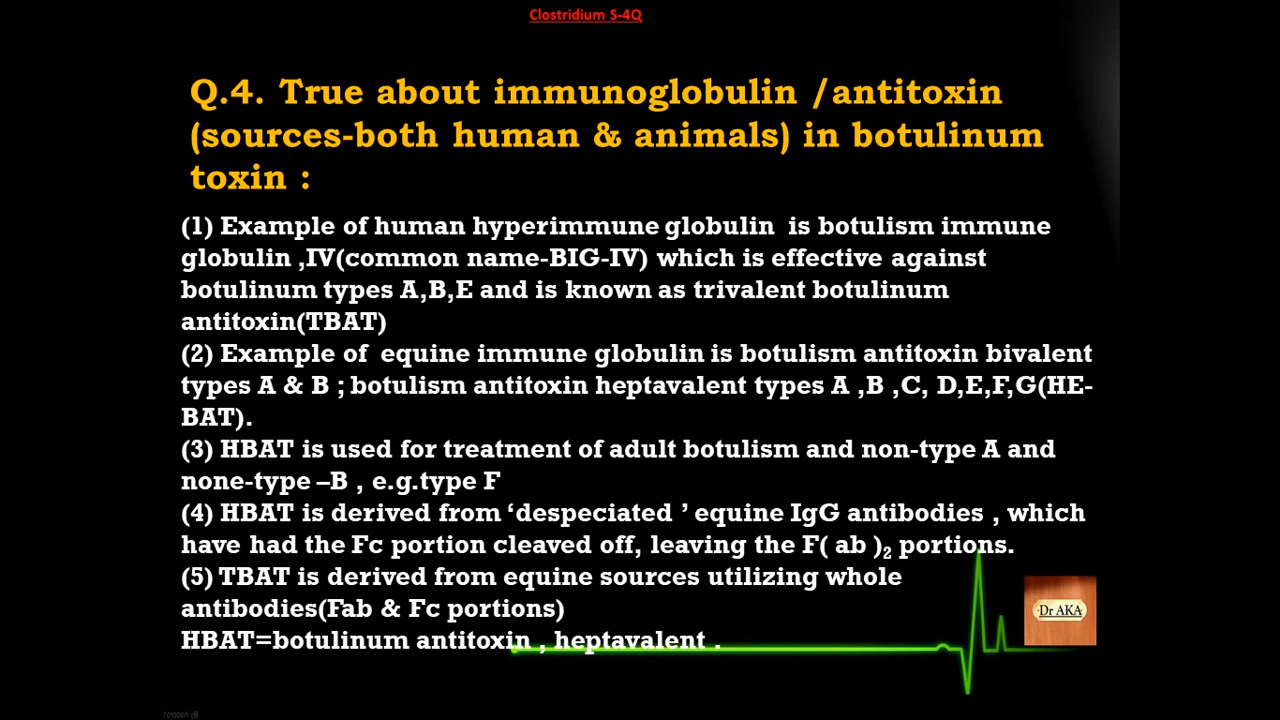 Clostridium S-4Q
Q.4. True about immunoglobulin /antitoxin
(sources-both human & animals) in botulinum
toxin :
(1) Example of human hyperimmune globulin is botulism immune
globulin ,IV(common name-BIG-IV) which is effective against
botulinum types A,B,E and is known as trivalent botulinum
antitoxin(TBAT)
(2) Example of equine immune globulin is botulism antitoxin bivalent
types A & B ; botulism antitoxin heptavalent types A ,B ,C, D,E,F,G(HE-
BAT).
(3) HBAT is used for treatment of adult botulism and non-type A and
none-type –B , e.g.type F
(4) HBAT is derived from ‘despeciated ’ equine IgG antibodies , which
have had the Fc portion cleaved off, leaving the F( ab )2 portions.
(5) TBAT is derived from equine sources utilizing whole
antibodies(Fab & Fc portions)
Dr AKA
HBAT=botulinum antitoxin , heptavalent .